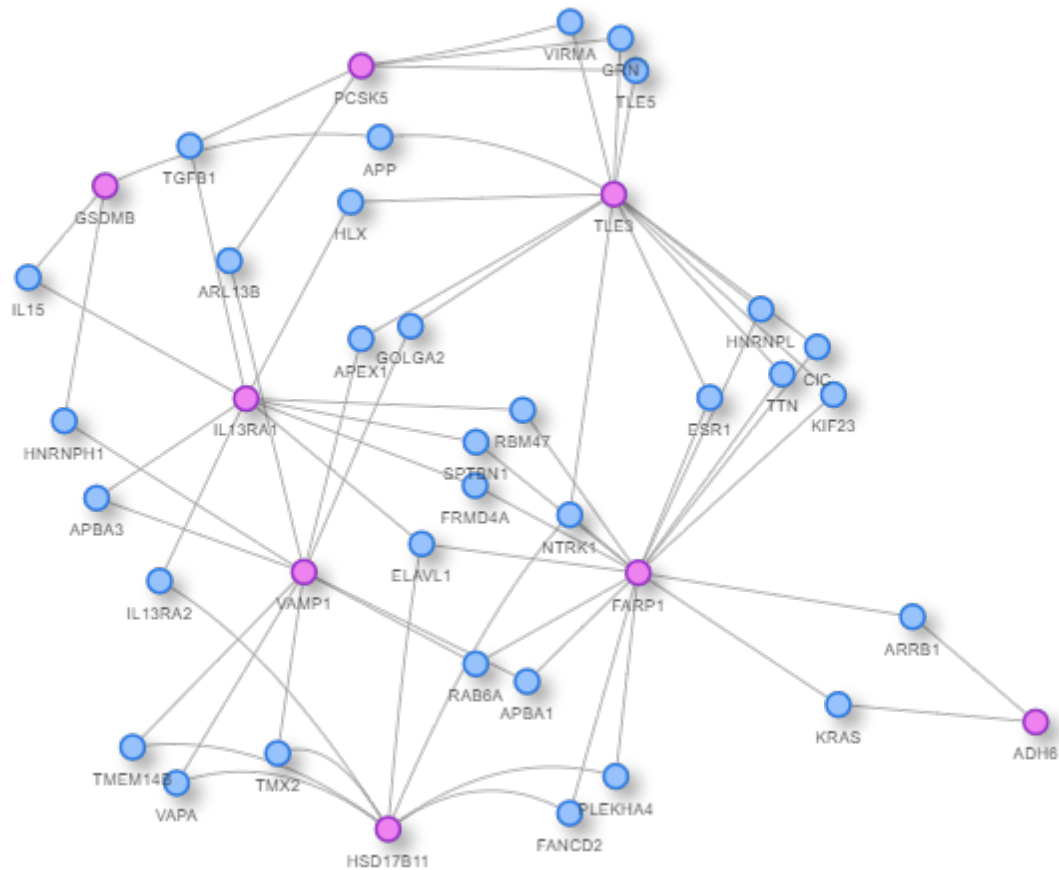 VIRMA
GRN
PCSK5
TLE5
APP
TGFB1
GSDMB
TLE3
HLX
ARL13B
IL15
HNRNPL
GOLGA2
APEX1
CIC
TTN
IL13RA1
ESR1
KIF23
RBM47
HNRNPH1
SPTBN1
FRMD4A
APBA3
NTRK1
ELAVL1
VAMP1
FARP1
IL13RA2
ARRB1
RAB6A
APBA1
KRAS
ADH6
TMEM14B
TMX2
PLEKHA4
VAPA
FANCD2
HSD17B11